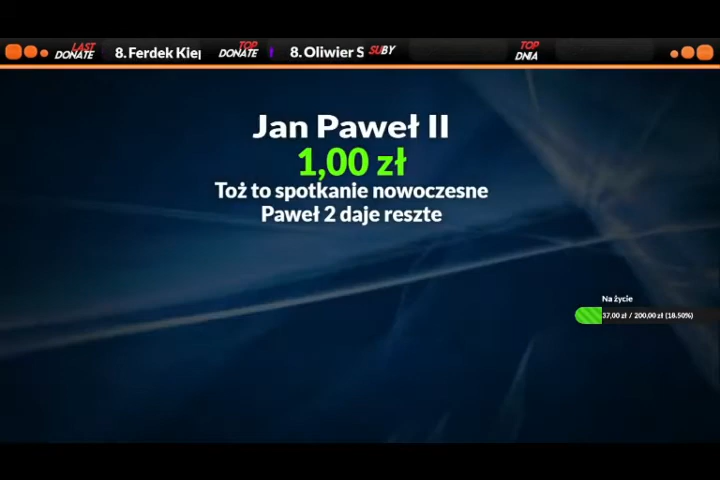 LAST DONATE 8. Ferdek Kie TOP DONATE 8. Oliwier S SUBY TOP DNIA
Jan Paweł II
1,00 zł
Toż to spotkanie nowoczesne
Paweł 2 daje reszte
Na życie
37,00 zł / 200,00 zł (18.50%)